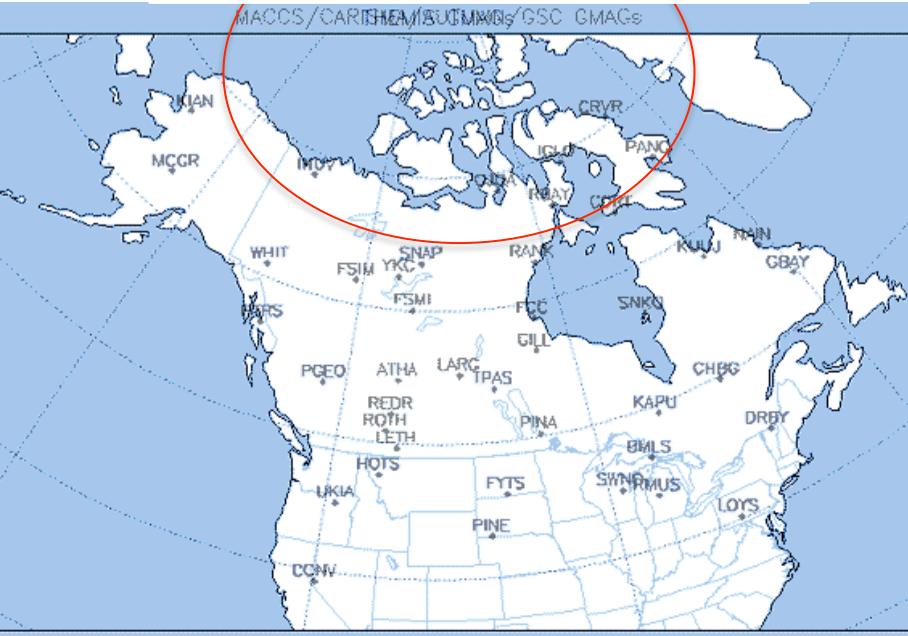 MACCS/CARISMA/AUTUMN/GSC GMAGs
KIAN
CRVR
MCGR
IGLO
PANG
INUV
RBAY
WHIT
SNAP
RANK
KUUJ
NAIN
FSIM
YKC
GBAY
FSMI
FCC
SNKQ
GILL
PGEO
ATHA
LARG
TPAS
CHBG
REDR
KAPU
ROTH
PINA
DRBY
LETH
BMLS
HOTS
FYTS
SWNO
RMUS
UKIA
LOYS
PINE
CCNV